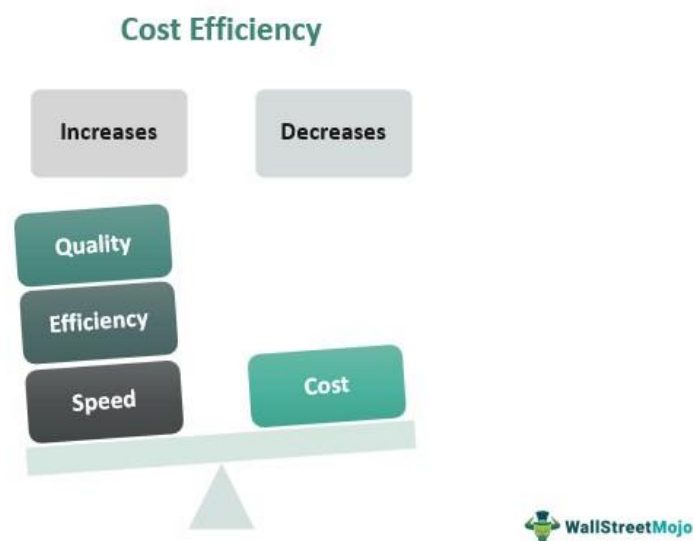 Cost Efficiency
Increases
Decreases
Quality
Efficiency
Speed
Cost
WallStreetMojo